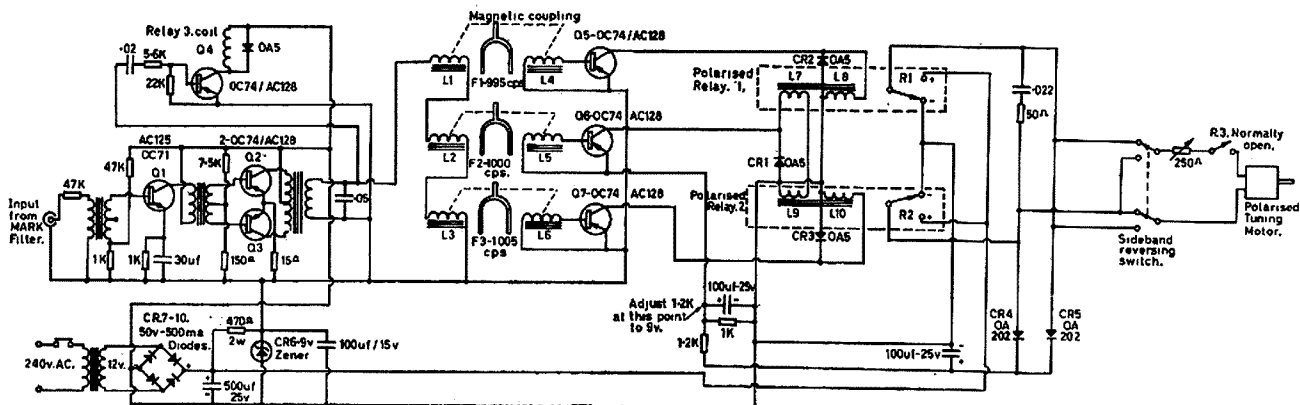 Relay 3. coil
Q4
OA5
·02
5·6K
22K
OC74/AC128
Magnetic coupling
L1
F1-995cps
L4
Q5-OC74/AC128
L2
F2-1000
cps.
L5
Q6-OC74 AC128
L3
F3-1005
cps
L6
Q7-OC74 AC128
AC125
OC71
Q1
2-OC74/AC128
7·5K
Q2
Q3
47K
47K
Input
from
MARK
Filter.
1K
1K
30uf
150Ω
15Ω
·05
CR2
OA5
Polarised
Relay. 1,
L7
L8
R1
+
-
CR1
OA5
Polarised
Relay.2,
L9
L10
R2
-
+
CR3
OA5
·022
50Ω
R3. Normally
open.
250Ω
Polarised
Tuning
Motor.
Sideband
reversing
switch.
CR4
OA
202
CR5
OA
202
Adjust 1·2K
at this point
to 9v.
100uf-25v
+ -
1K
1·2K
100uf-25v
-
+
CR.7-10.
50v-500ma
Diodes.
240v. AC.
12v.
+
470Ω
2w
CR6-9v
Zener
100uf/15v
+
500uf
25v